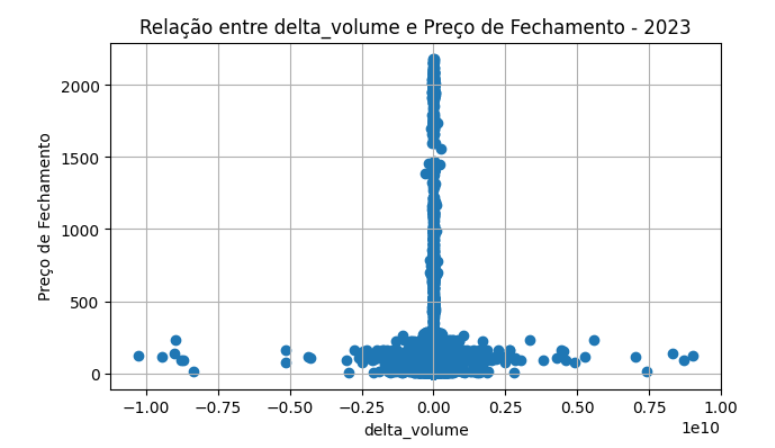 Relação entre delta_volume e Preço de Fechamento - 2023
Preço de Fechamento
2000
1500
1000
500
0
−1.00 −0.75 −0.50 −0.25 0.00 0.25 0.50 0.75 1.00
1e10
delta_volume